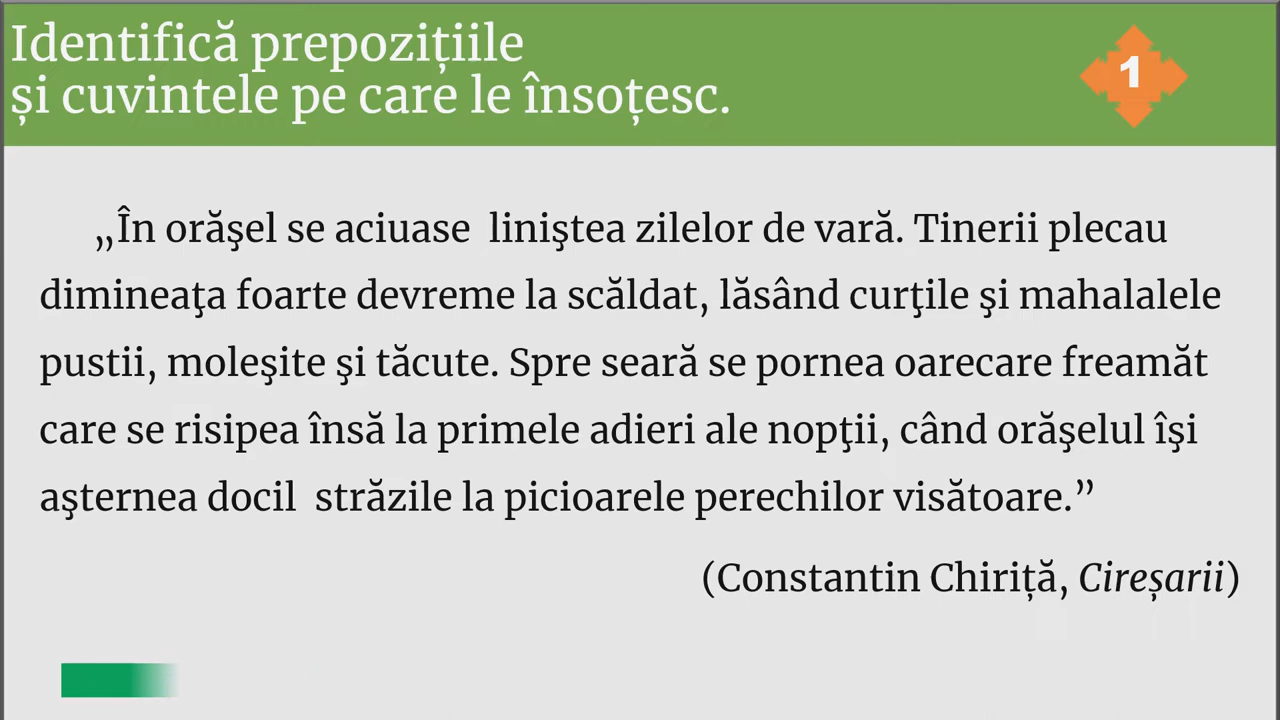 Identifică prepozițiile
și cuvintele pe care le însoțesc.
1
„În orăşel se aciuase  liniştea zilelor de vară. Tinerii plecau
dimineaţa foarte devreme la scăldat, lăsând curţile şi mahalalele
pustii, moleşite şi tăcute. Spre seară se pornea oarecare freamăt
care se risipea însă la primele adieri ale nopţii, când orăşelul îşi
aşternea docil  străzile la picioarele perechilor visătoare.”
(Constantin Chiriță, Cireșarii)